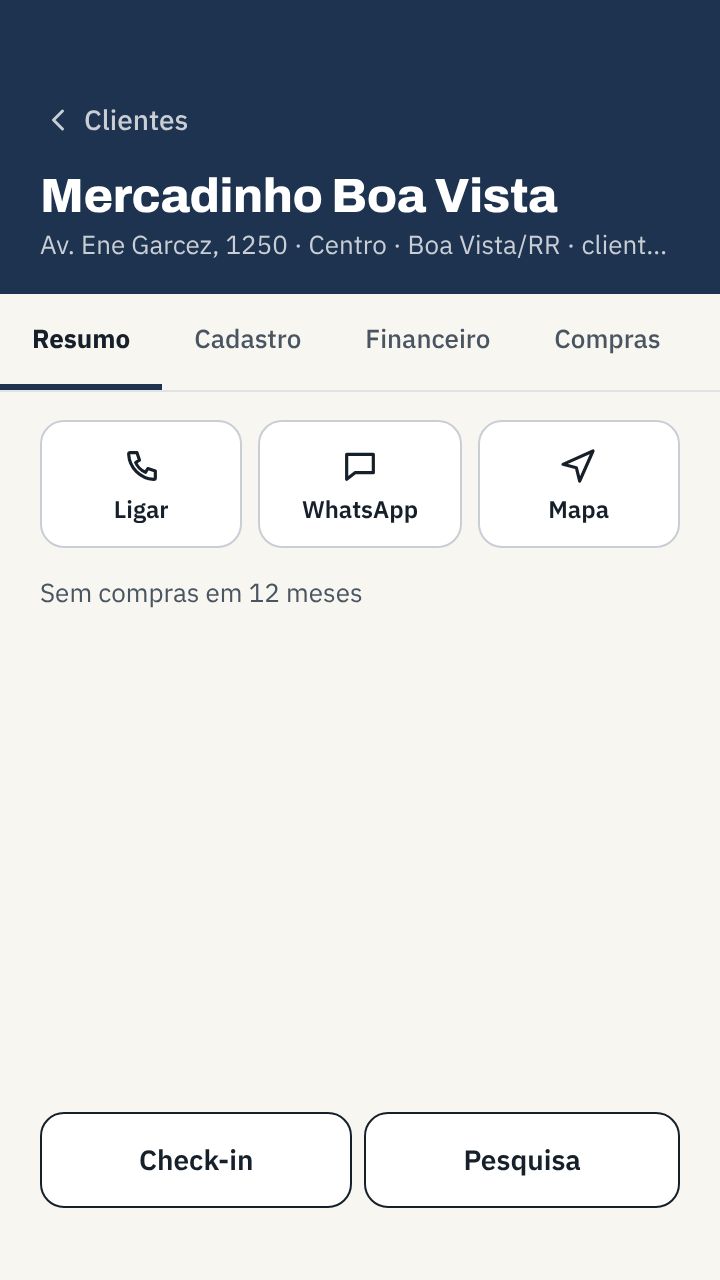 Clientes
Mercadinho Boa Vista
Av. Ene Garcez, 1250 · Centro · Boa Vista/RR · client...
Resumo Cadastro Financeiro Compras
Ligar WhatsApp Mapa
Sem compras em 12 meses
Check-in Pesquisa